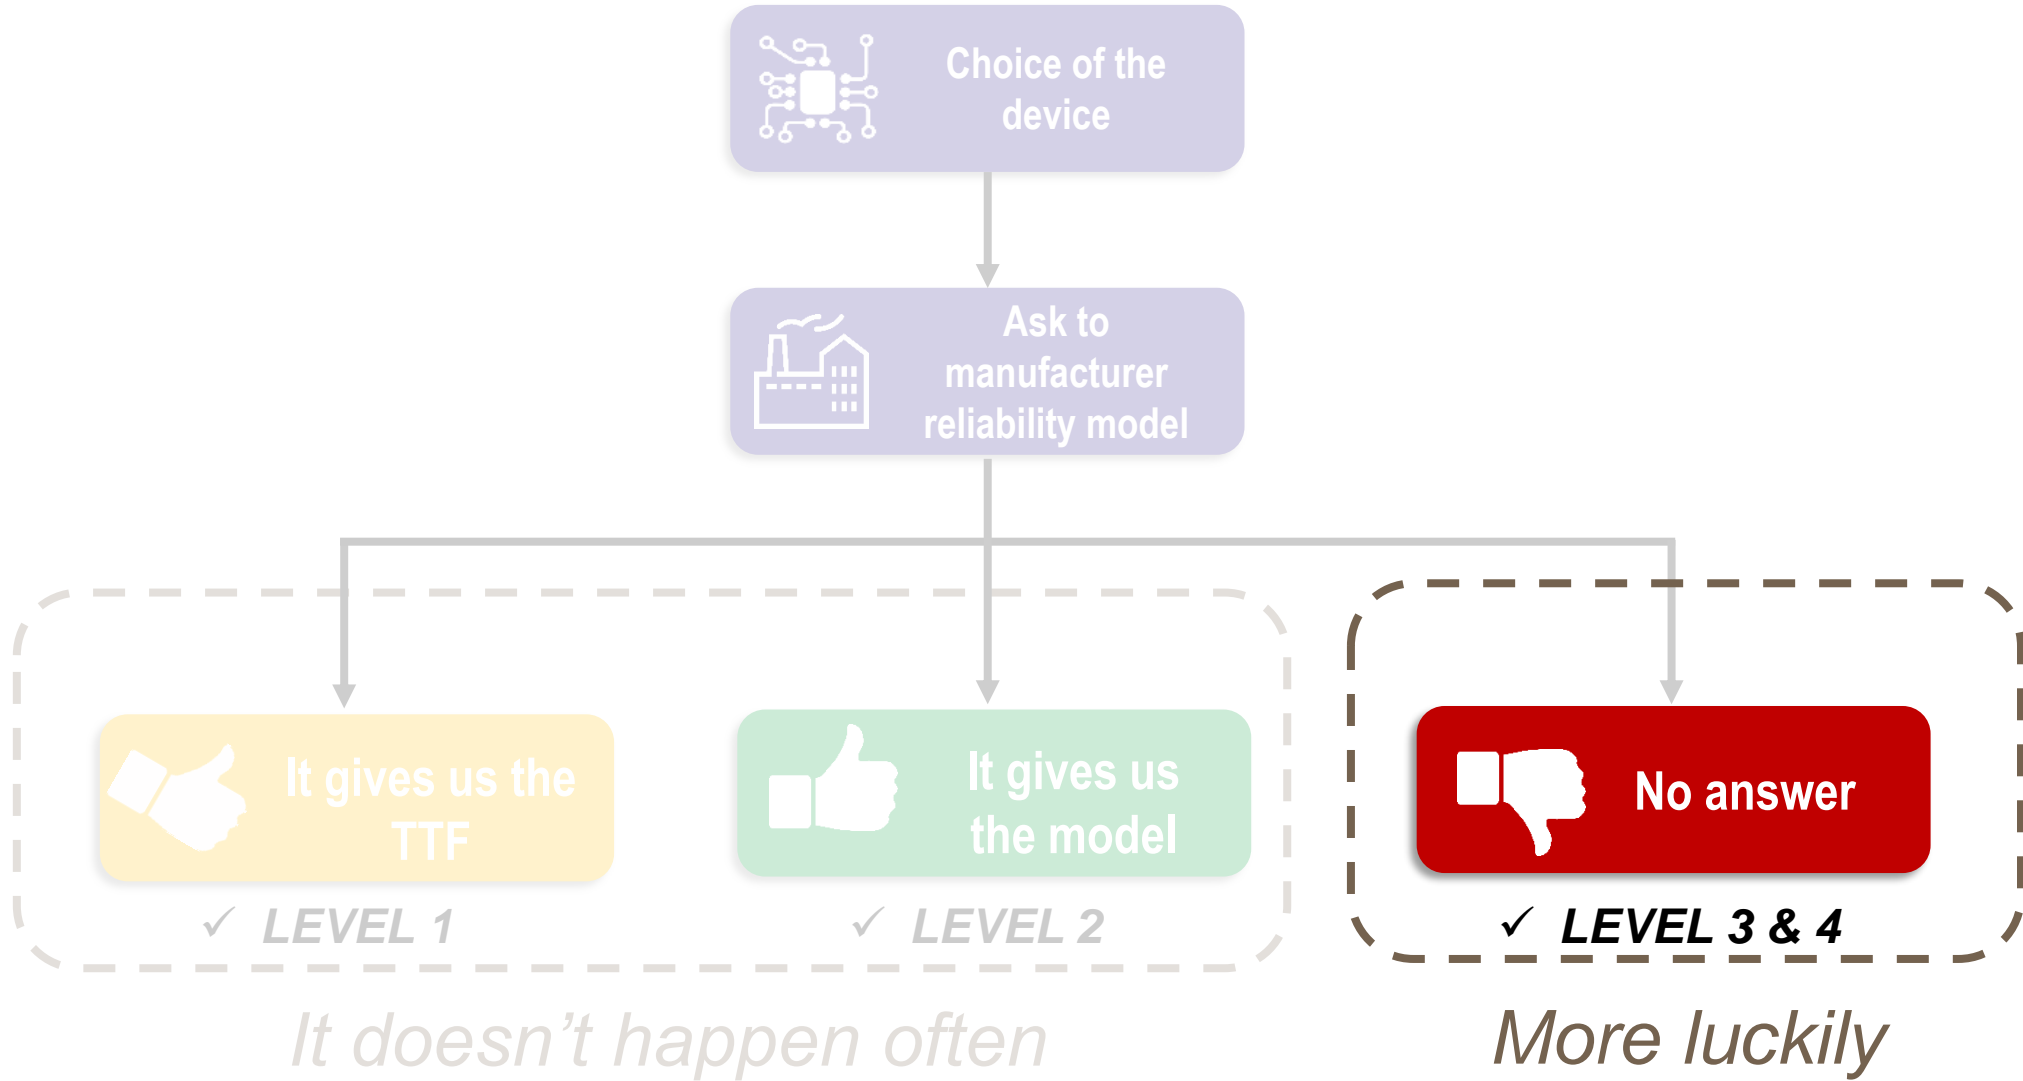 Choice of the
device
Ask to
manufacturer
reliability model
It gives us the
TTF
✓ LEVEL 1
It gives us
the model
✓ LEVEL 2
No answer
✓ LEVEL 3 & 4
It doesn’t happen often
More luckily